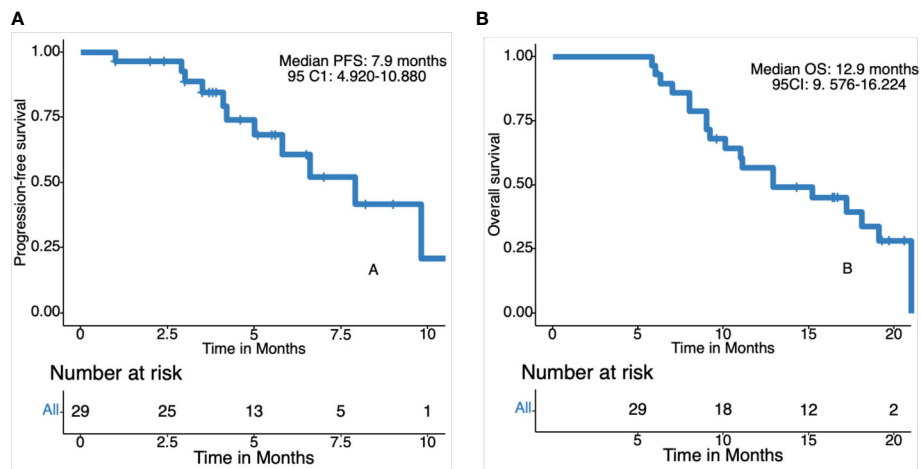 A
Median PFS: 7.9 months
95 C1: 4.920-10.880
Progression-free survival
1.00
0.75
0.50
0.25
0.00
A
0 2.5 5 7.5 10
Time in Months
Number at risk
All 29 25 13 5 1
0 2.5 5 7.5 10
Time in Months
B
Median OS: 12.9 months
95CI: 9. 576-16.224
Overall survival
1.00
0.75
0.50
0.25
0.00
B
0 5 10 15 20
Time in Months
Number at risk
All 29 18 12 2
5 10 15 20
Time in Months